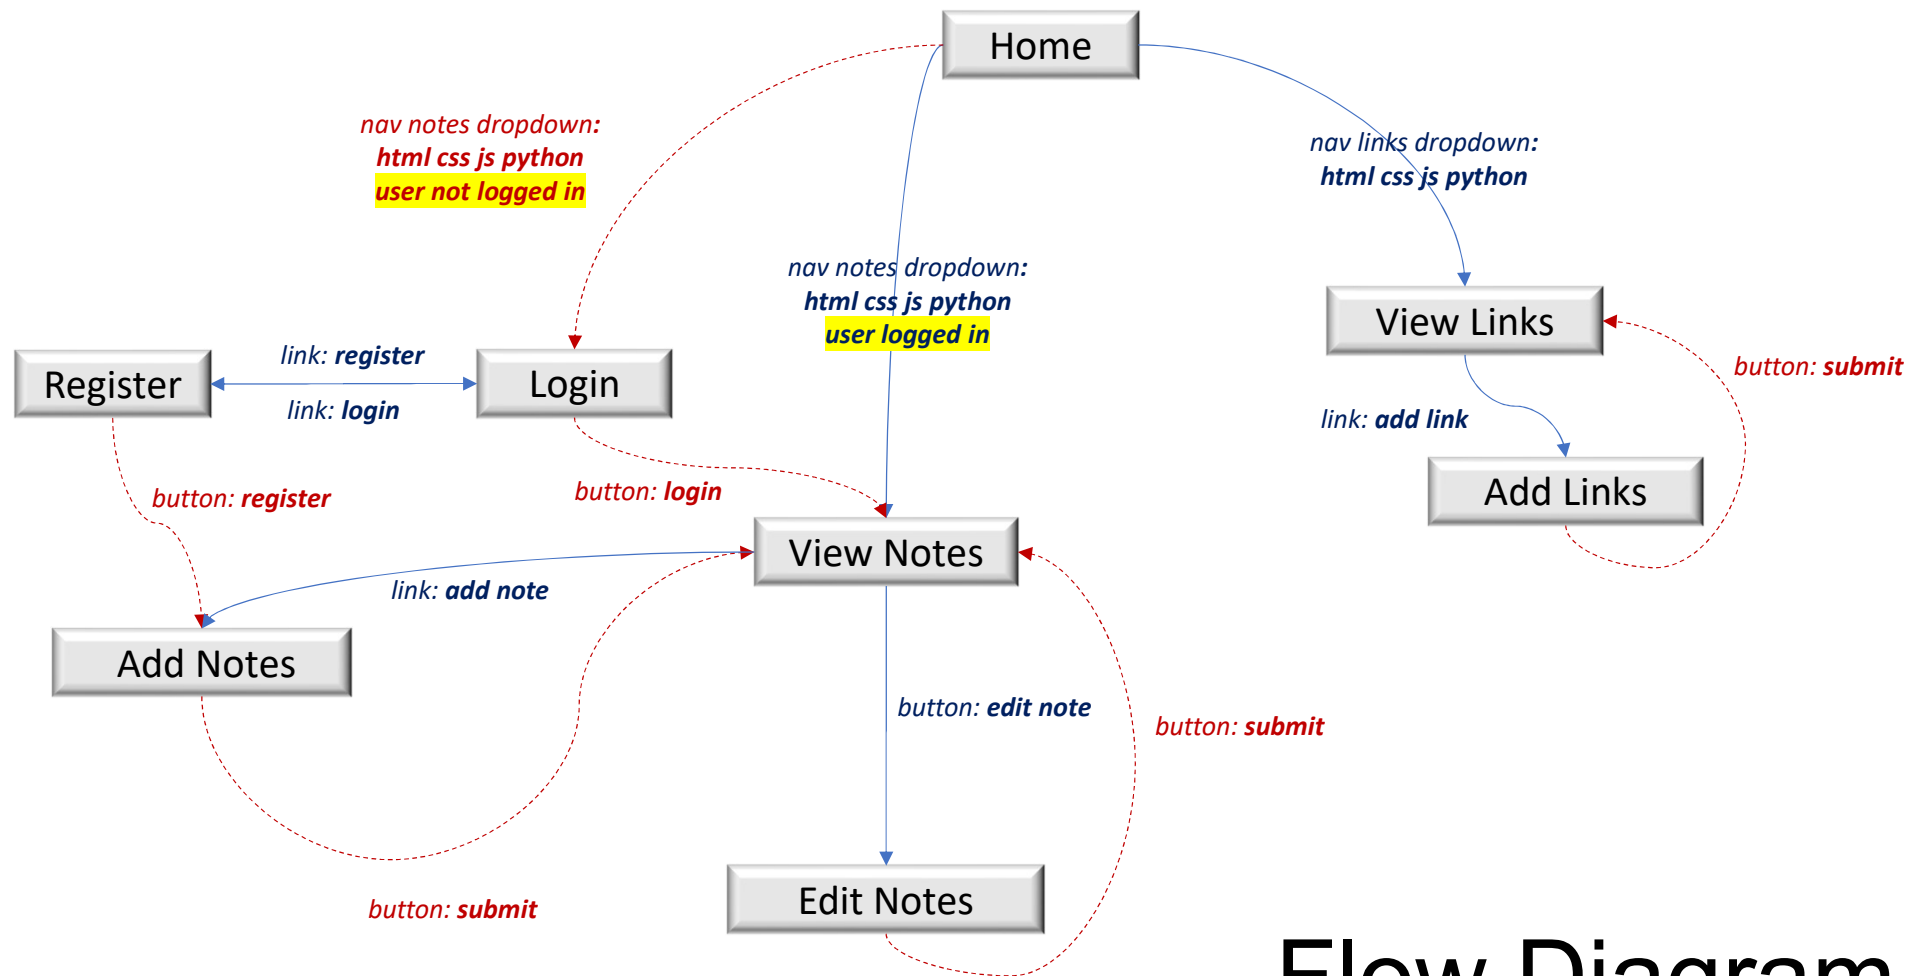 Home
nav notes dropdown:
html css js python
user not logged in
nav links dropdown:
html css js python
nav notes dropdown:
html css js python
user logged in
View Links
link: register
Register
Login
link: login
button: submit
link: add link
button: register
button: login
Add Links
View Notes
link: add note
Add Notes
button: edit note
button: submit
Edit Notes
button: submit
Flow Diagram